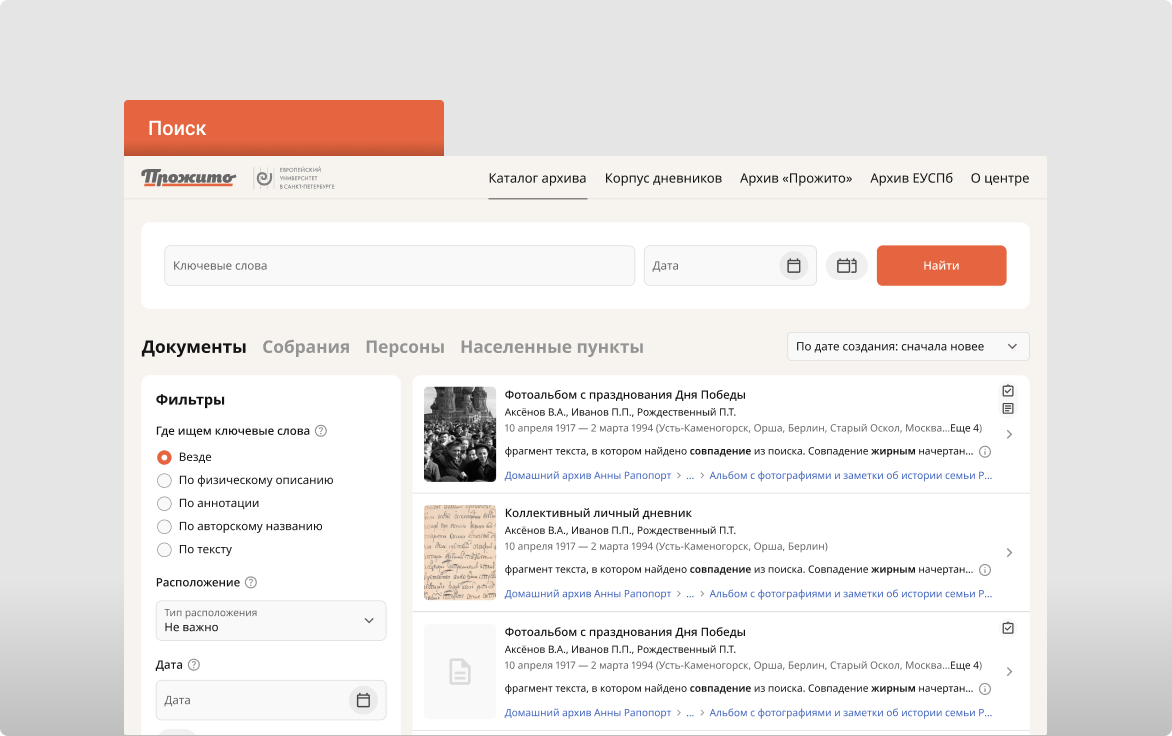 Поиск
Прожито
ЕВРОПЕЙСКИЙ
УНИВЕРСИТЕТ
В САНКТ-ПЕТЕРБУРГЕ
Каталог архива Корпус дневников Архив «Прожито» Архив ЕУСПб О центре
Ключевые слова
Дата
Найти
Документы Собрания Персоны Населенные пункты
По дате создания: сначала новее
Фильтры
Где ищем ключевые слова
Везде
По физическому описанию
По аннотации
По авторскому названию
По тексту
Расположение
Тип расположения
Не важно
Дата
Дата
Фотоальбом с празднования Дня Победы
Аксёнов В.А., Иванов П.П., Рождественный П.Т.
10 апреля 1917 — 2 марта 1994 (Усть-Каменогорск, Орша, Берлин, Старый Оскол, Москва...Еще 4)
фрагмент текста, в котором найдено совпадение из поиска. Совпадение жирным начертан...
Домашний архив Анны Рапопорт > ... > Альбом с фотографиями и заметки об истории семьи Р...
Коллективный личный дневник
Аксёнов В.А., Иванов П.П., Рождественный П.Т.
10 апреля 1917 — 2 марта 1994 (Усть-Каменогорск, Орша, Берлин)
фрагмент текста, в котором найдено совпадение из поиска. Совпадение жирным начертан...
Домашний архив Анны Рапопорт > ... > Альбом с фотографиями и заметки об истории семьи Р...
Фотоальбом с празднования Дня Победы
Аксёнов В.А., Иванов П.П., Рождественный П.Т.
10 апреля 1917 — 2 марта 1994 (Усть-Каменогорск, Орша, Берлин, Старый Оскол, Москва...Еще 4)
фрагмент текста, в котором найдено совпадение из поиска. Совпадение жирным начертан...
Домашний архив Анны Рапопорт > ... > Альбом с фотографиями и заметки об истории семьи Р...